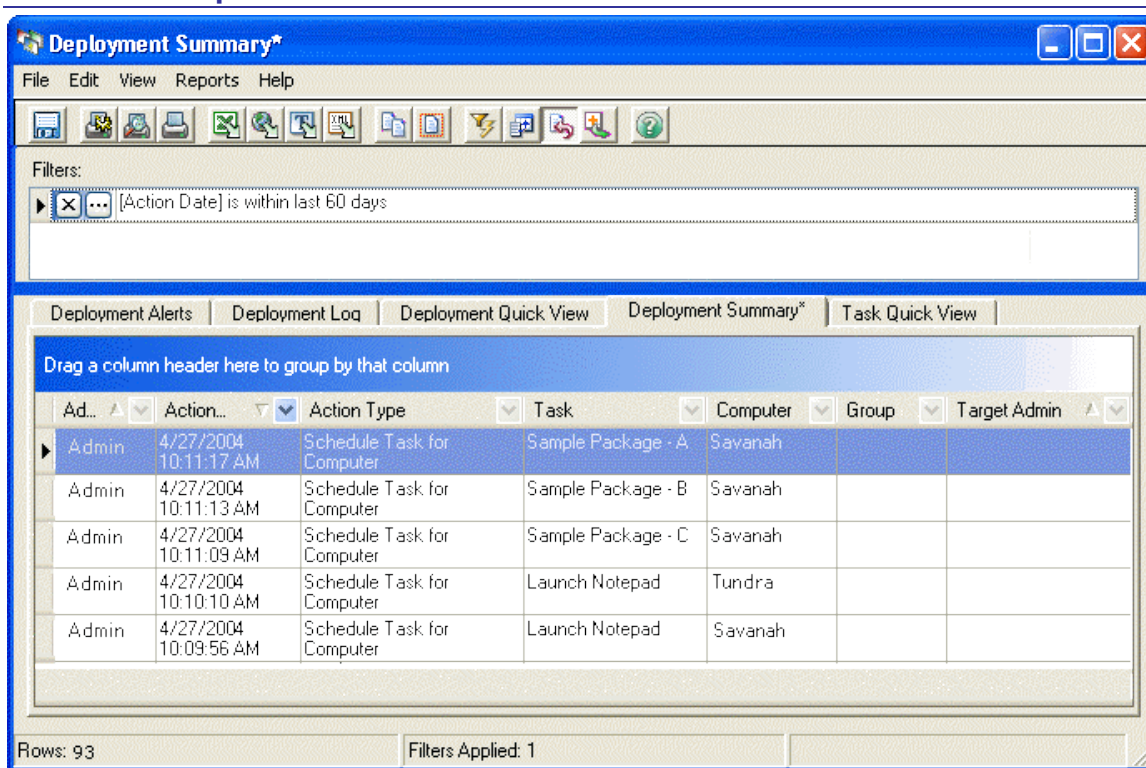 Deployment Summary*
File Edit View Reports Help
Filters:
[Action Date] is within last 60 days
Deployment Alerts Deployment Log Deployment Quick View Deployment Summary* Task Quick View
Drag a column header here to group by that column
Ad... Action... Action Type Task Computer Group Target Admin
Admin 4/27/2004 Schedule Task for Sample Package - A Savanah
10:11:17 AM Computer
Admin 4/27/2004 Schedule Task for Sample Package - B Savanah
10:11:13 AM Computer
Admin 4/27/2004 Schedule Task for Sample Package - C Savanah
10:11:09 AM Computer
Admin 4/27/2004 Schedule Task for Launch Notepad Tundra
10:10:10 AM Computer
Admin 4/27/2004 Schedule Task for Launch Notepad Savanah
10:09:56 AM Computer
Rows: 93 Filters Applied: 1